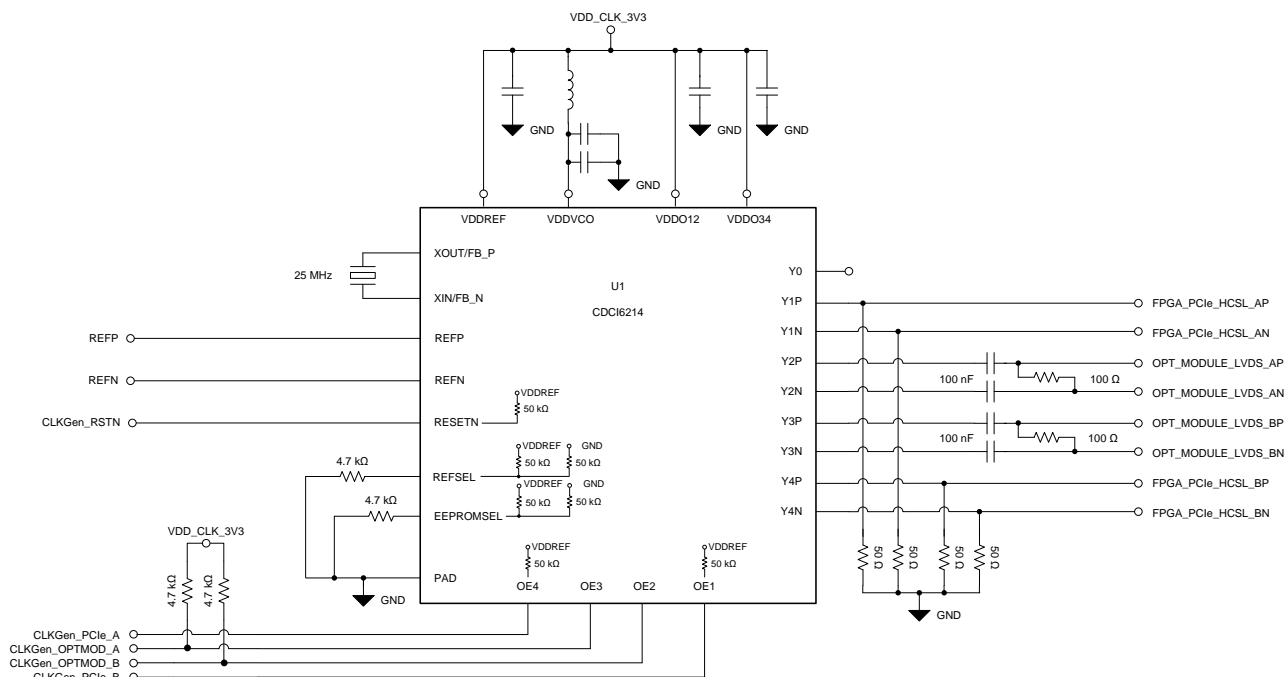 VDD_CLK_3V3
GND
GND
GND
GND
VDDREF
VDDVCO
VDDO12
VDDO34
XOUT/FB_P
25 MHz
XIN/FB_N
U1
CDCI6214
REFP
REFP
REFN
REFN
CLKGen_RSTN
RESETN
VDDREF
50 kΩ
4.7 kΩ
REFSEL
VDDREF
GND
50 kΩ
50 kΩ
4.7 kΩ
EEPROMSEL
VDDREF
GND
50 kΩ
50 kΩ
PAD
GND
VDD_CLK_3V3
4.7 kΩ
4.7 kΩ
VDDREF
50 kΩ
VDDREF
50 kΩ
OE4
OE3
OE2
OE1
CLKGen_PCIe_A
CLKGen_OPTMOD_A
CLKGen_OPTMOD_B
CLKGen_PCIe_B
Y0
Y1P
FPGA_PCIe_HCSL_AP
Y1N
FPGA_PCIe_HCSL_AN
Y2P
OPT_MODULE_LVDS_AP
100 nF
100 Ω
Y2N
OPT_MODULE_LVDS_AN
Y3P
OPT_MODULE_LVDS_BP
100 nF
100 Ω
Y3N
OPT_MODULE_LVDS_BN
Y4P
FPGA_PCIe_HCSL_BP
Y4N
FPGA_PCIe_HCSL_BN
50 Ω
50 Ω
50 Ω
50 Ω
GND